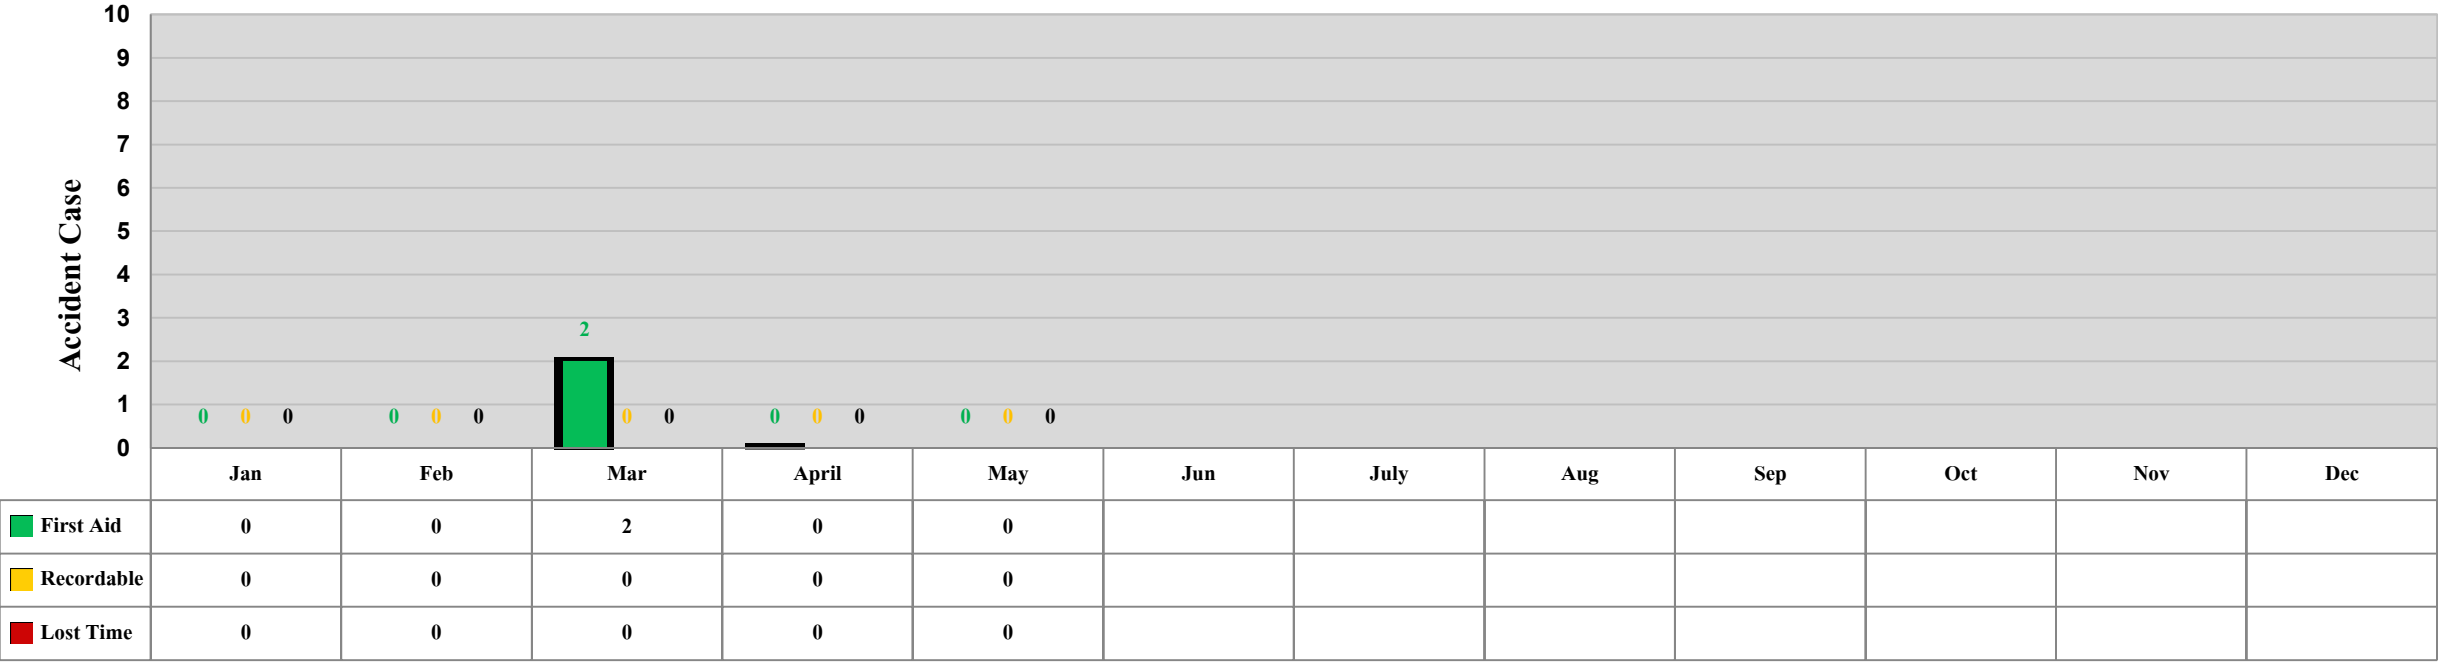 10
9
8
7
6
5
4
3
2
1
0
Accident Case
0 0 0 0 0 0 2 0 0 0 0 0 0 0 0
Jan Feb Mar April May Jun July Aug Sep Oct Nov Dec
First Aid 0 0 2 0 0
Recordable 0 0 0 0 0
Lost Time 0 0 0 0 0